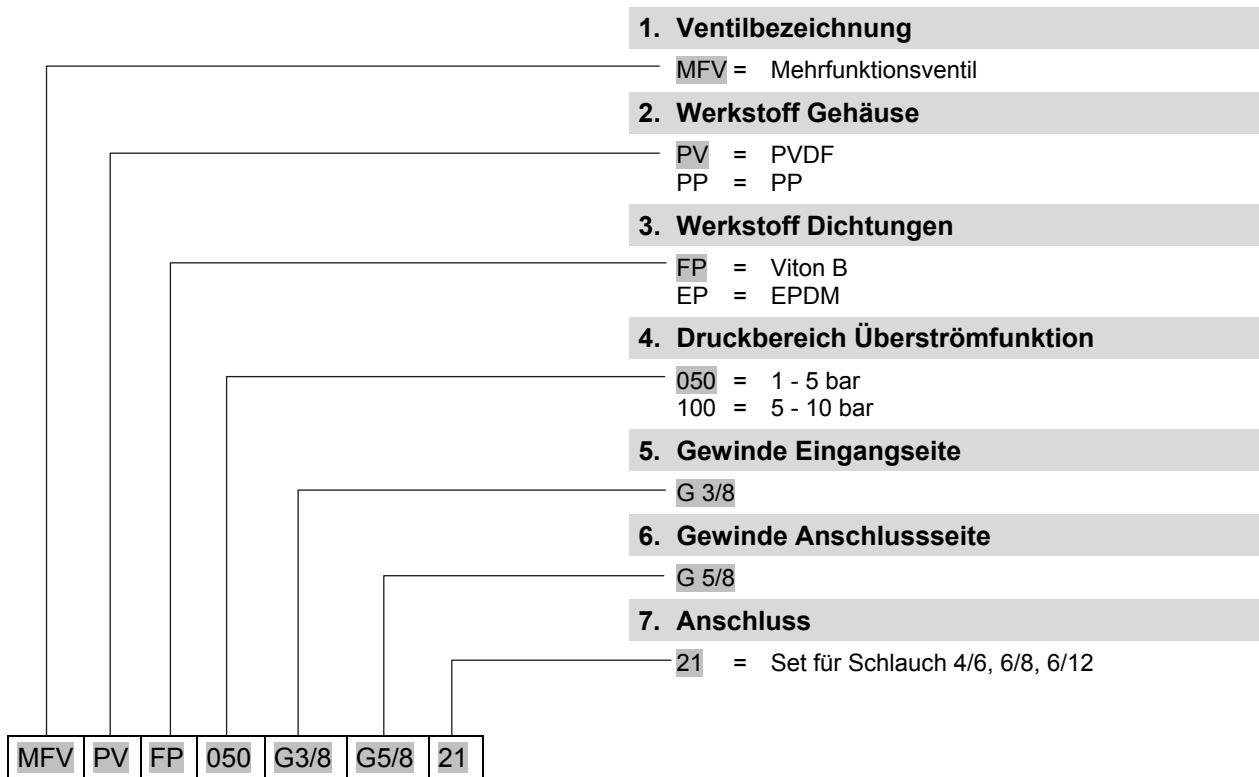 1. Ventilbezeichnung
MFV = Mehrfunktionsventil
2. Werkstoff Gehäuse
PV = PVDF
PP = PP
3. Werkstoff Dichtungen
FP = Viton B
EP = EPDM
4. Druckbereich Überströmfunktion
050 = 1 - 5 bar
100 = 5 - 10 bar
5. Gewinde Eingangseite
G 3/8
6. Gewinde Anschlussseite
G 5/8
7. Anschluss
21 = Set für Schlauch 4/6, 6/8, 6/12
MFV PV FP 050 G3/8 G5/8 21